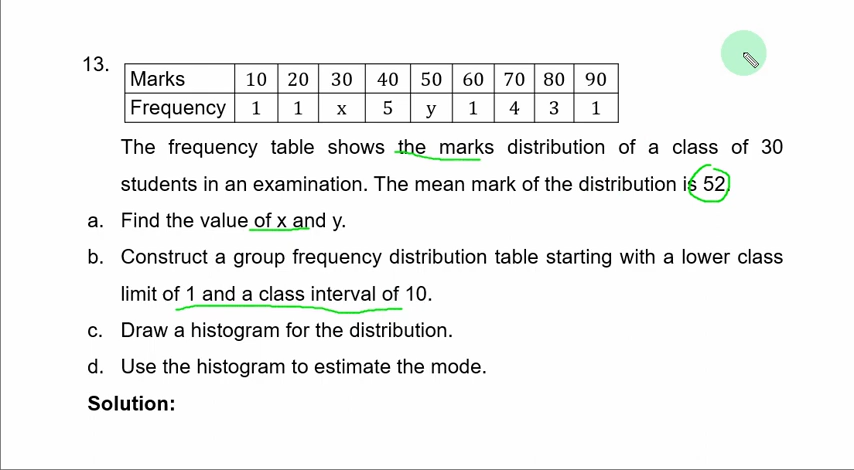 13.
Marks 10 20 30 40 50 60 70 80 90
Frequency 1 1 x 5 y 1 4 3 1
The frequency table shows the marks distribution of a class of 30
students in an examination. The mean mark of the distribution is 52.
a. Find the value of x and y.
b. Construct a group frequency distribution table starting with a lower class
limit of 1 and a class interval of 10.
c. Draw a histogram for the distribution.
d. Use the histogram to estimate the mode.
Solution: